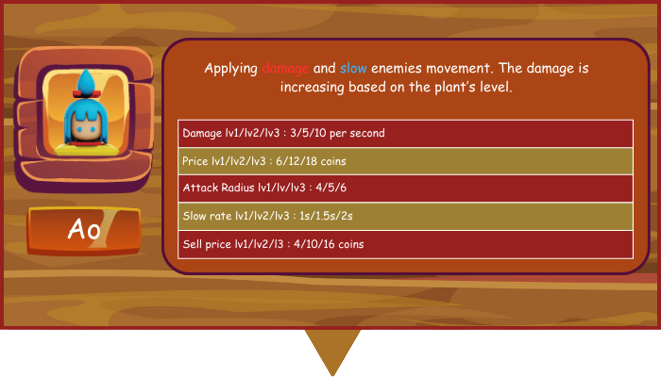 Applying damage and slow enemies movement. The damage is
increasing based on the plant's level.
Damage lv1/lv2/lv3 : 3/5/10 per second
Price lv1/lv2/lv3 : 6/12/18 coins
Attack Radius lv1/lv/lv3 : 4/5/6
Slow rate lv1/lv2/lv3 : 1s/1.5s/2s
Sell price lv1/lv2/l3 : 4/10/16 coins
Ao